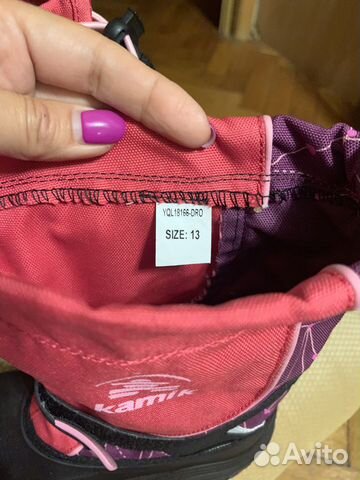 YQL18166-DRO
SIZE: 13
kamik
Avito